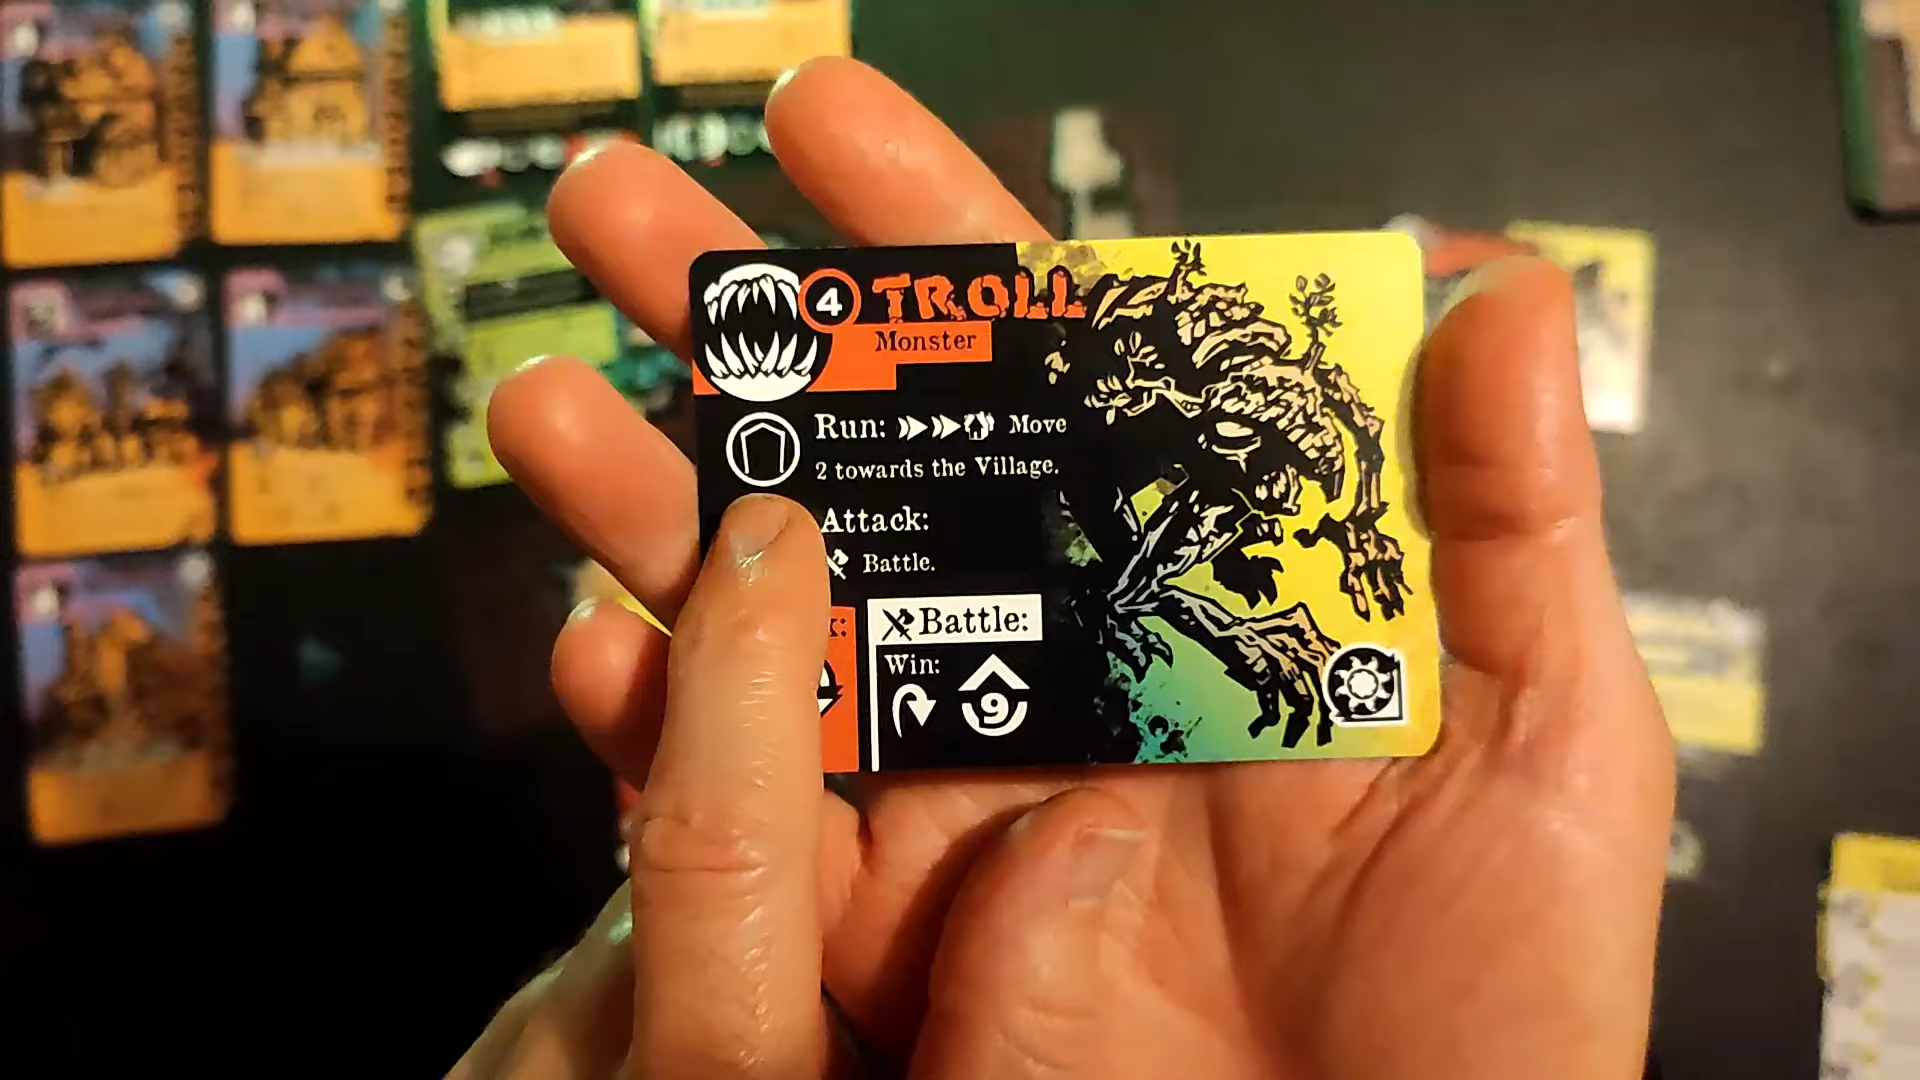 4 TROLL
Monster
Run: Move
2 towards the Village.
Attack:
Battle.
k:
Battle:
Win:
9